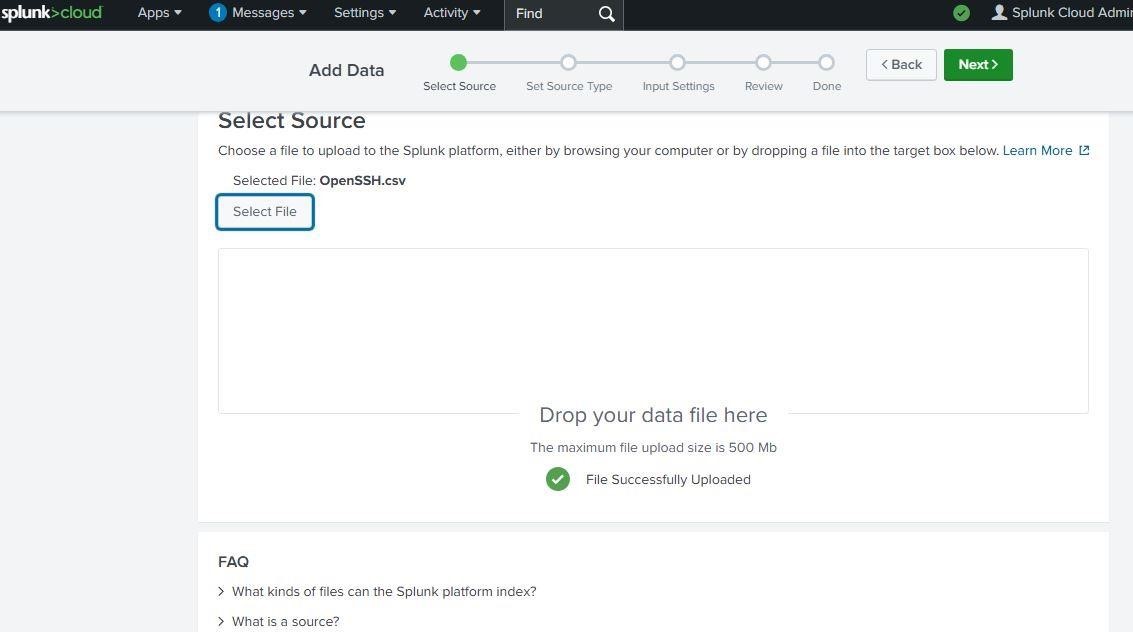 splunk>cloud Apps 1 Messages Settings Activity Find Splunk Cloud Admin
Add Data
Select Source Set Source Type Input Settings Review Done
< Back Next >
Select Source
Choose a file to upload to the Splunk platform, either by browsing your computer or by dropping a file into the target box below. Learn More
Selected File: OpenSSH.csv
Select File
Drop your data file here
The maximum file upload size is 500 Mb
File Successfully Uploaded
FAQ
> What kinds of files can the Splunk platform index?
> What is a source?